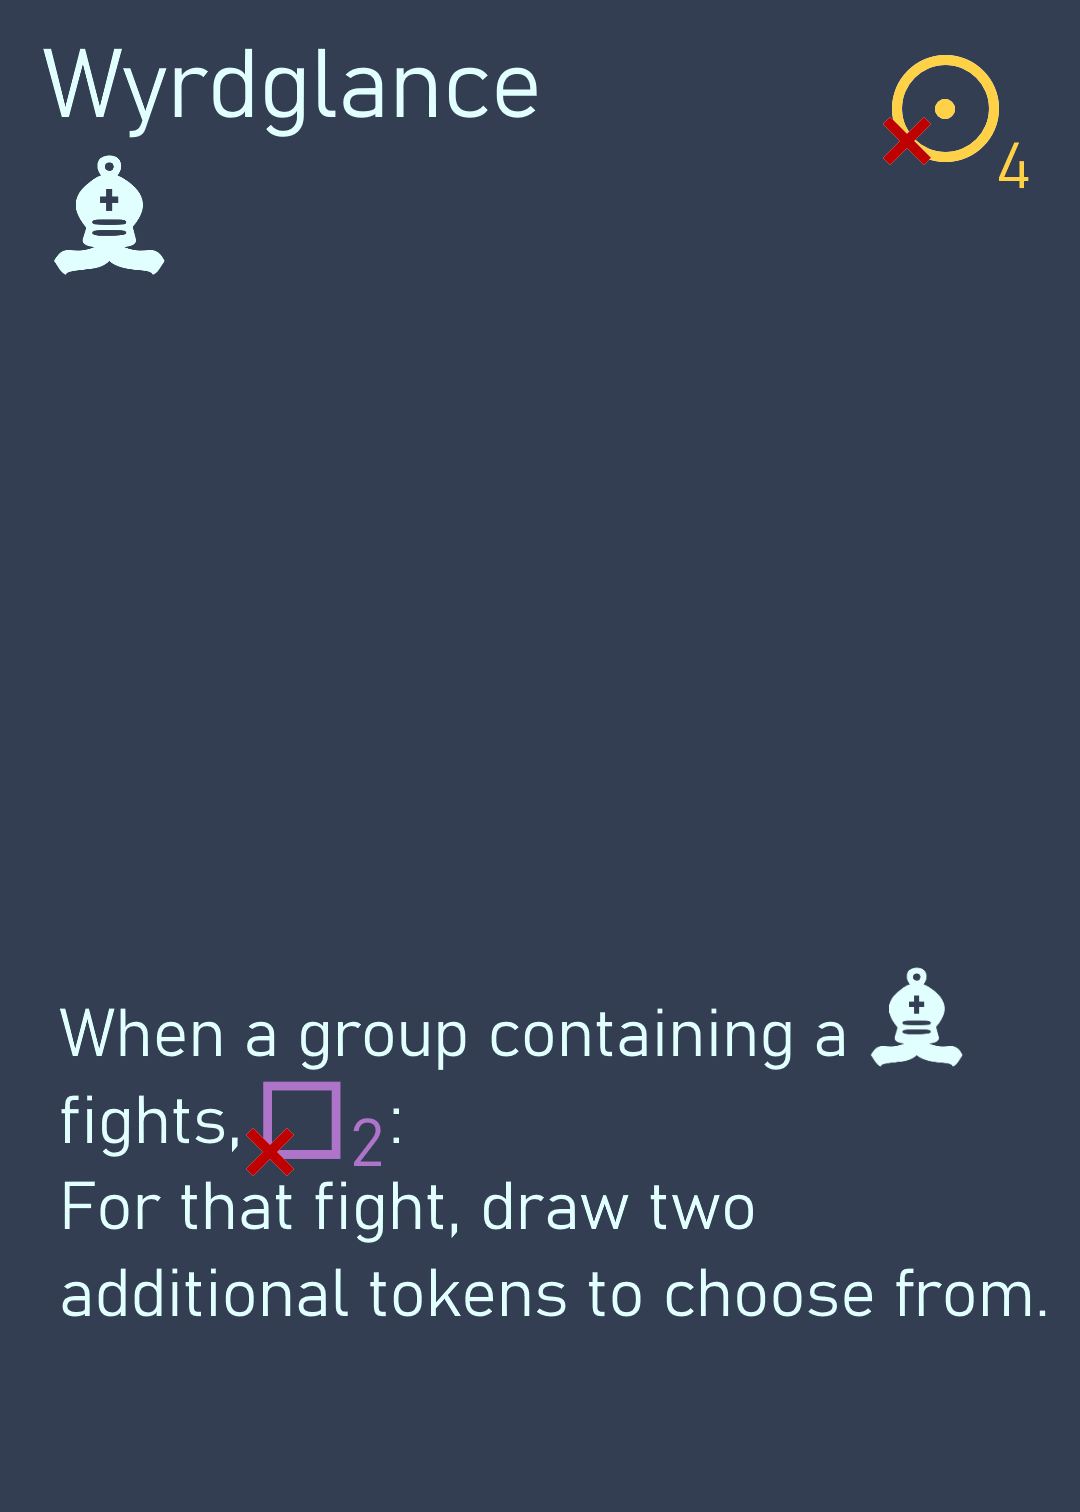 Wyrdglance
4
When a group containing a
fights, 2:
For that fight, draw two
additional tokens to choose from.